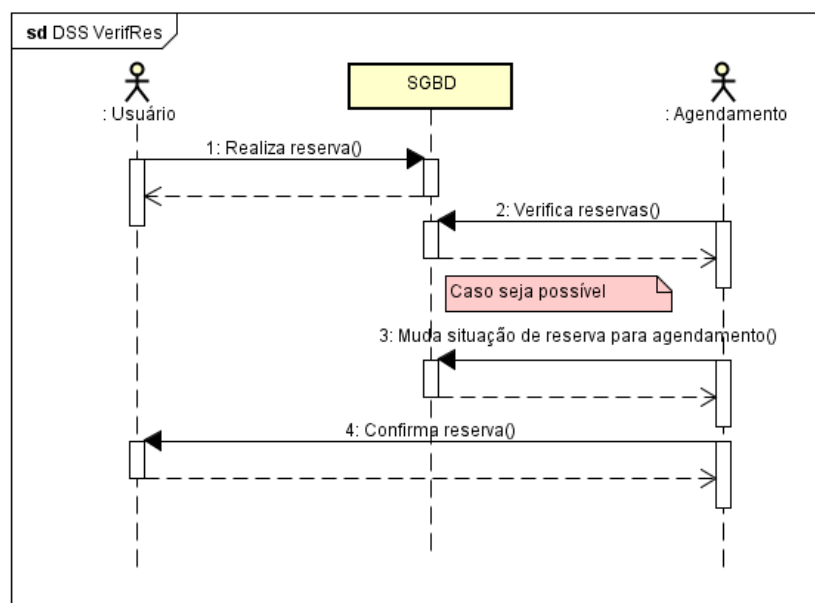 sd DSS VerifRes
SGBD
: Usuário
: Agendamento
1: Realiza reserva()
2: Verifica reservas()
Caso seja possível
3: Muda situação de reserva para agendamento()
4: Confirma reserva()